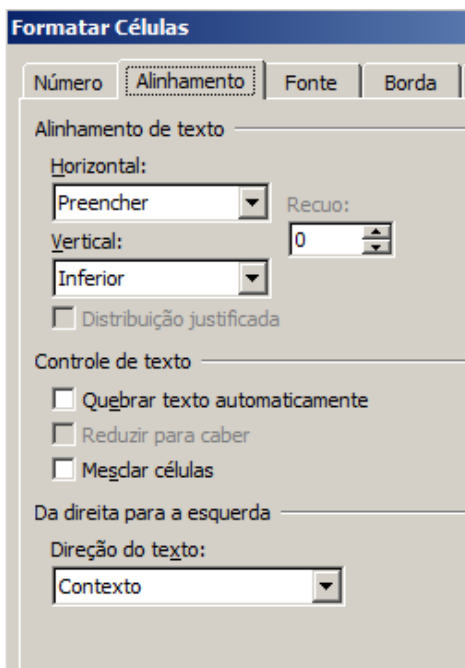 Formatar Células
Número Alinhamento Fonte Borda
Alinhamento de texto
Horizontal:
Preencher Recuo:
Vertical: 0
Inferior
Distribuição justificada
Controle de texto
Quebrar texto automaticamente
Reduzir para caber
Mesclar células
Da direita para a esquerda
Direção do texto:
Contexto